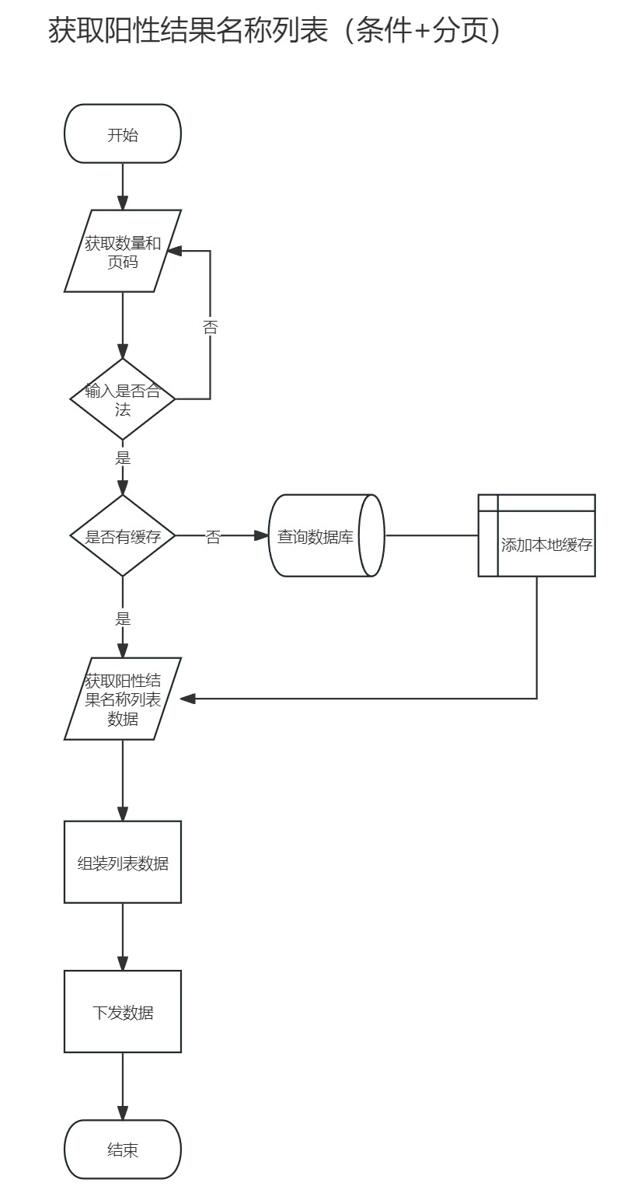 获取阳性结果名称列表（条件+分页）
开始
获取数量和
页码
否
输入是否合
法
是
是否有缓存
否
查询数据库
添加本地缓存
是
获取阳性结
果名称列表
数据
组装列表数据
下发数据
结束